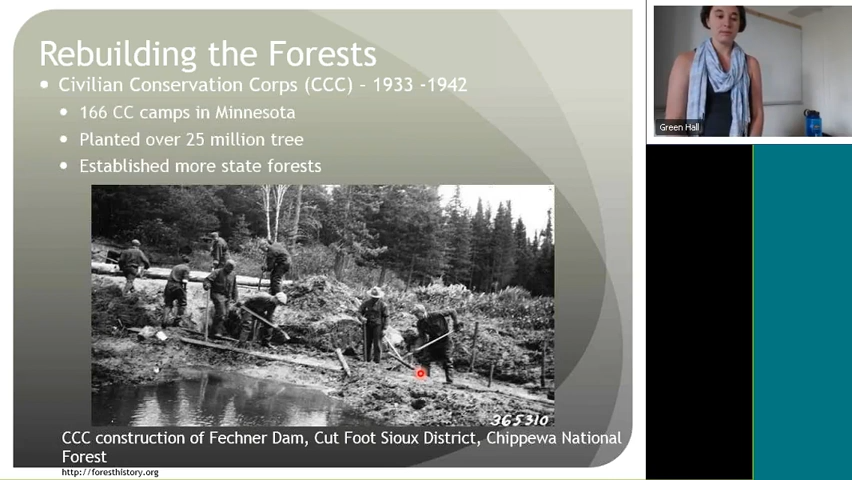 Rebuilding the Forests
Civilian Conservation Corps (CCC) - 1933 -1942
166 CC camps in Minnesota
Planted over 25 million tree
Established more state forests
365310
CCC construction of Fechner Dam, Cut Foot Sioux District, Chippewa National
Forest
http://foresthistory.org
Green Hall